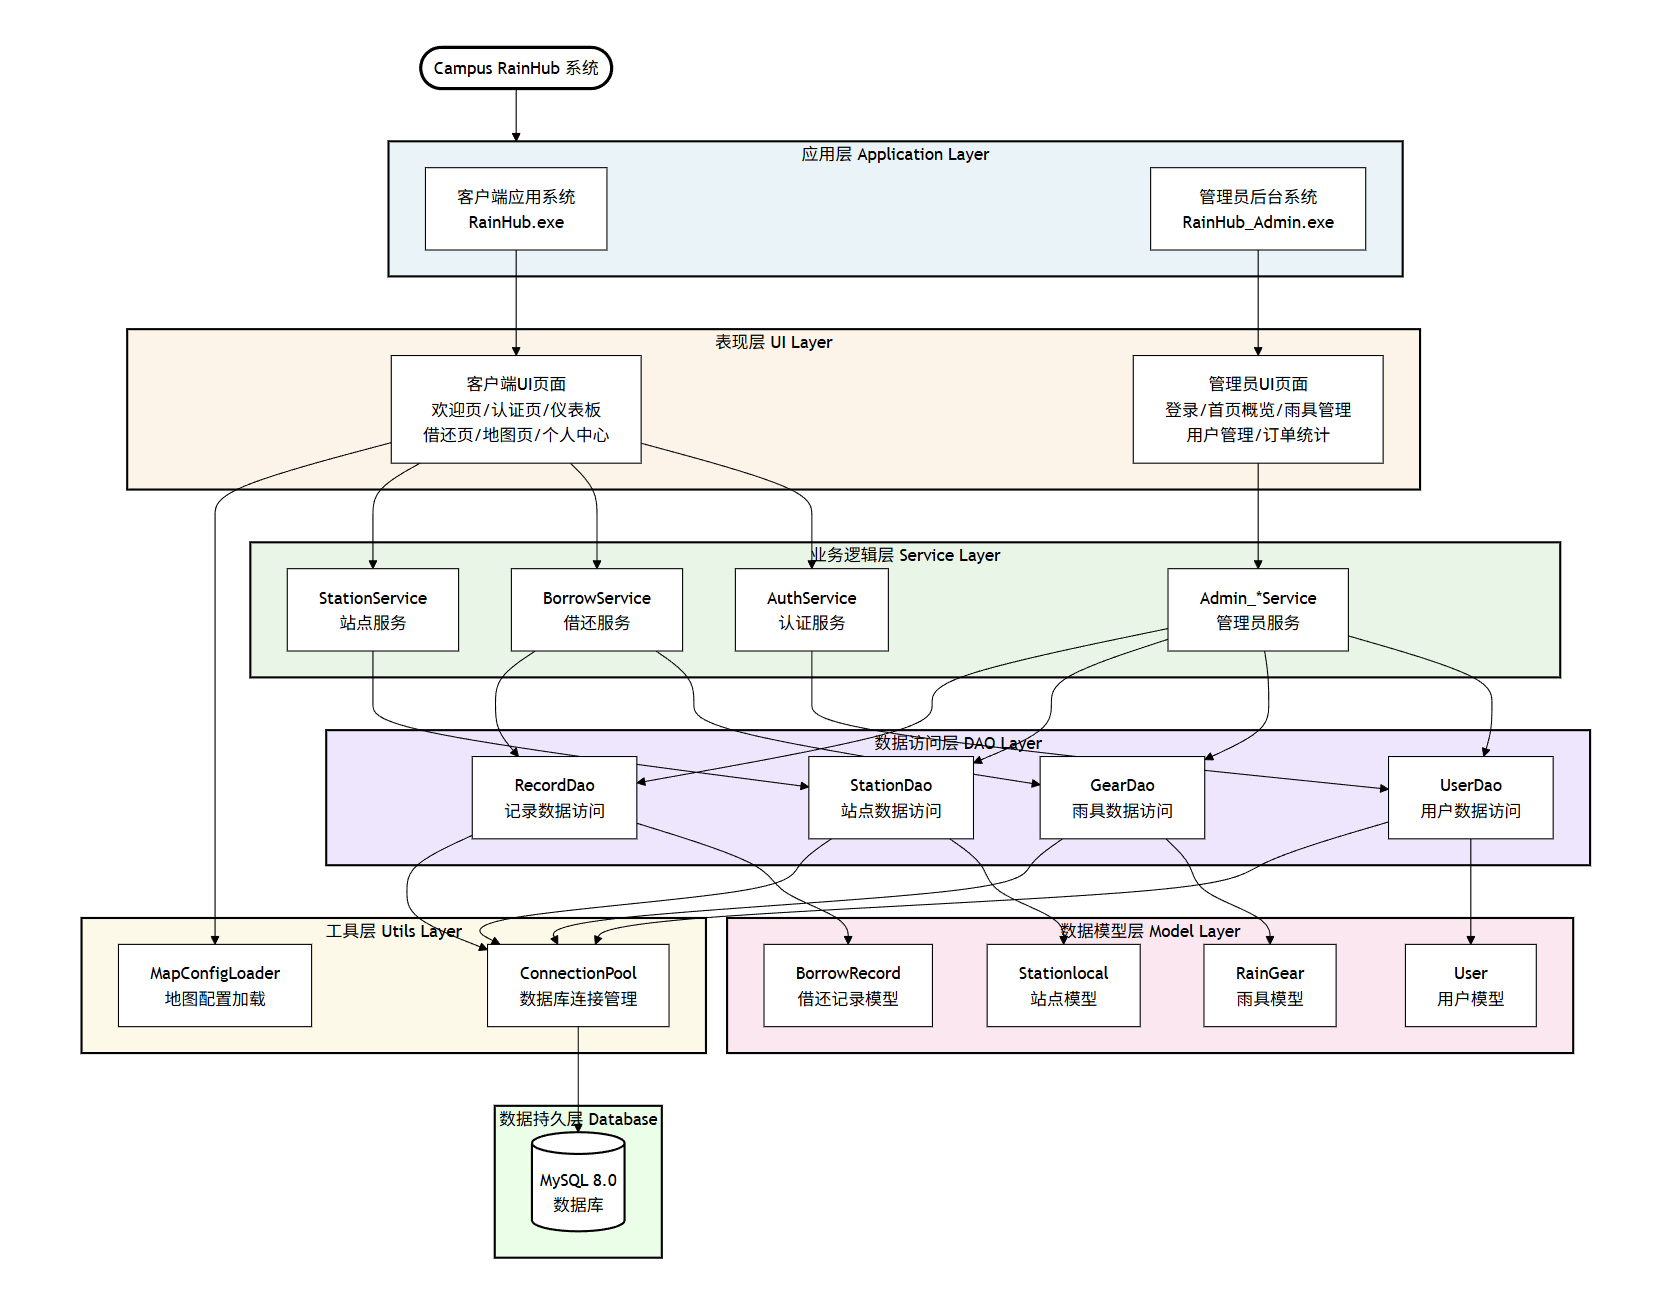 Campus RainHub 系统
应用层 Application Layer
客户端应用系统
RainHub.exe
管理员后台系统
RainHub_Admin.exe
表现层 UI Layer
客户端UI页面
欢迎页/认证页/仪表板
借还页/地图页/个人中心
管理员UI页面
登录/首页概览/雨具管理
用户管理/订单统计
业务逻辑层 Service Layer
StationService
站点服务
BorrowService
借还服务
AuthService
认证服务
Admin_*Service
管理员服务
数据访问层 DAO Layer
RecordDao
记录数据访问
StationDao
站点数据访问
GearDao
雨具数据访问
UserDao
用户数据访问
工具层 Utils Layer
MapConfigLoader
地图配置加载
ConnectionPool
数据库连接管理
数据模型层 Model Layer
BorrowRecord
借还记录模型
Stationlocal
站点模型
RainGear
雨具模型
User
用户模型
数据持久层 Database
MySQL 8.0
数据库